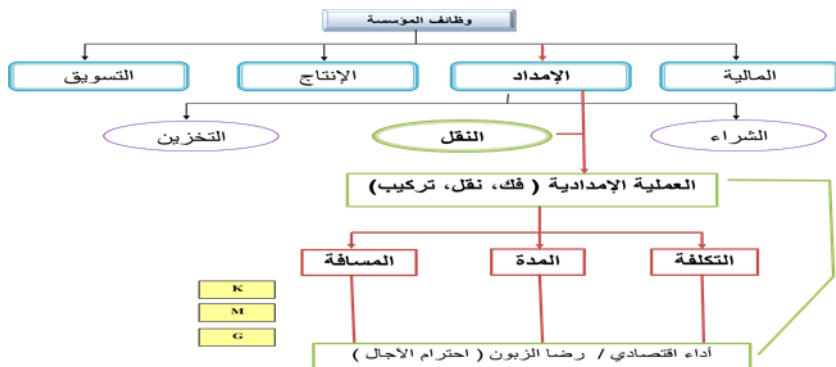 وظائف المؤسسة
المالية
الإمداد
الإنتاج
التسويق
الشراء
النقل
التخزين
العملية الإمدادية ( فك، نقل، تركيب)
التكلفة
المدة
المسافة
K
M
G
أداء اقتصادي / رضا الزبون ( احترام الآجال )